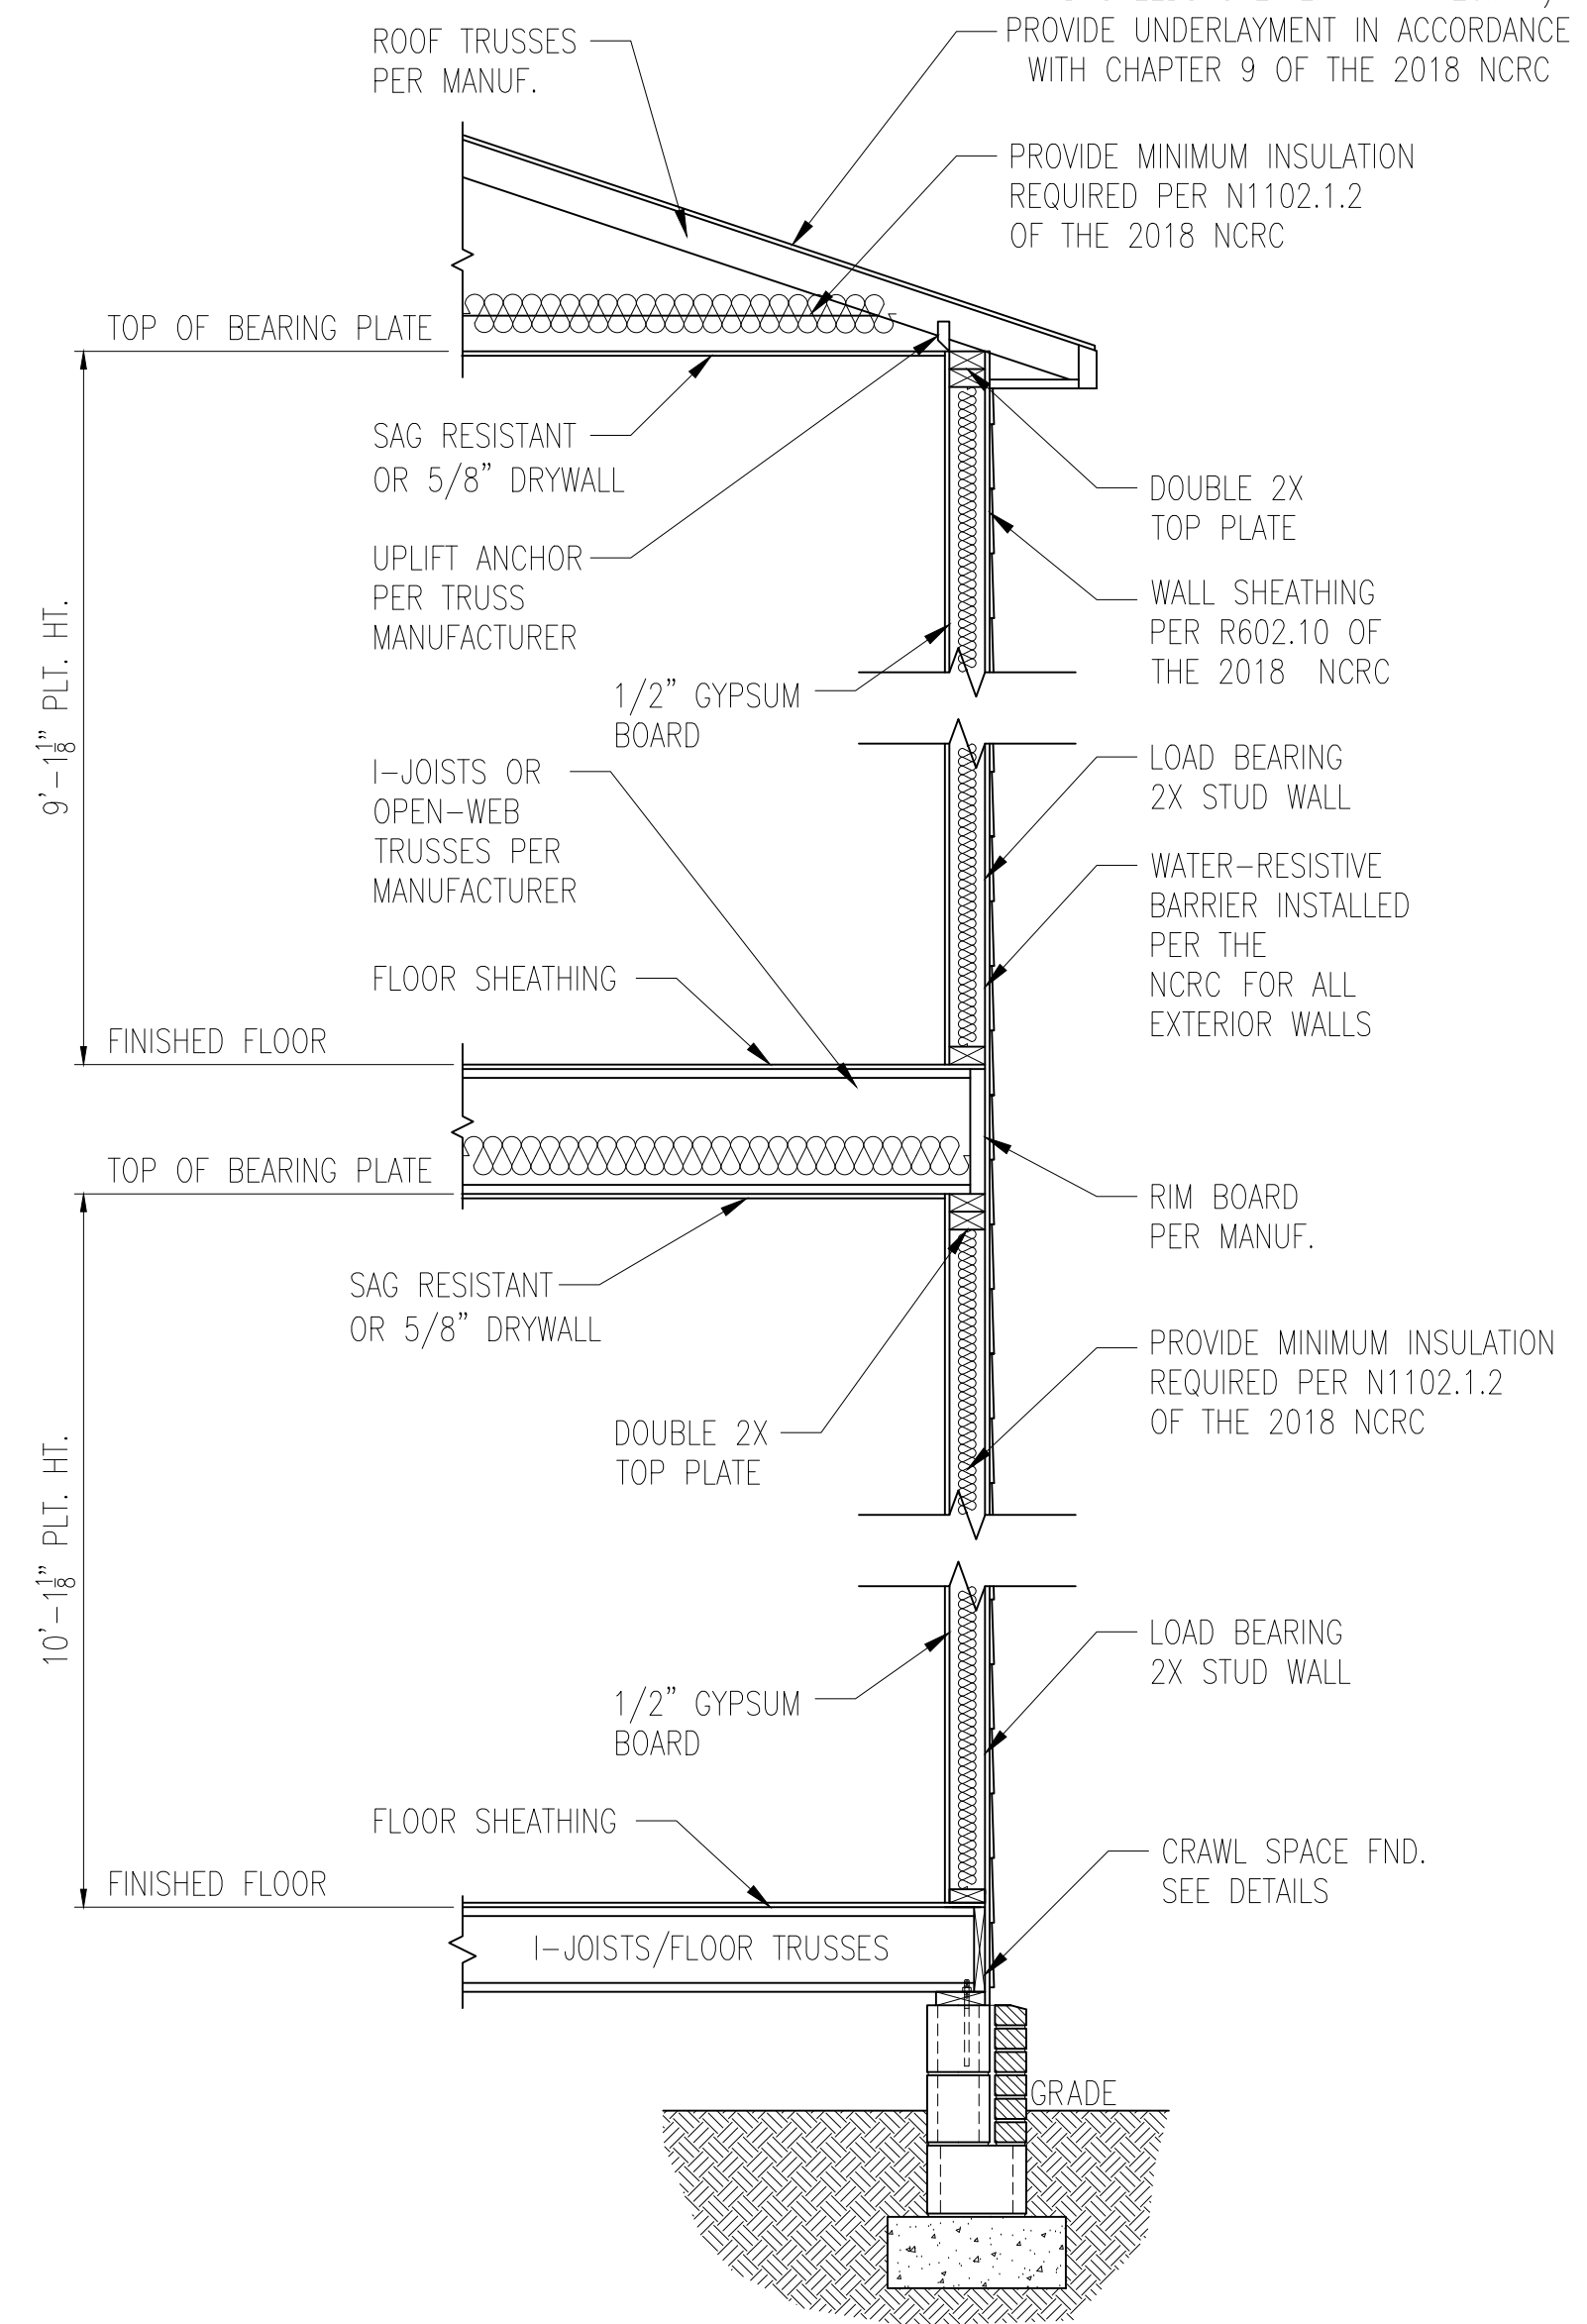 ROOF TRUSSES
PER MANUF.
PROVIDE UNDERLAYMENT IN ACCORDANCE
WITH CHAPTER 9 OF THE 2018 NCRC
PROVIDE MINIMUM INSULATION
REQUIRED PER N1102.1.2
OF THE 2018 NCRC
TOP OF BEARING PLATE
SAG RESISTANT
OR 5/8" DRYWALL
DOUBLE 2X
TOP PLATE
UPLIFT ANCHOR
PER TRUSS
MANUFACTURER
WALL SHEATHING
PER R602.10 OF
THE 2018 NCRC
9'-1 1/8" PLT. HT.
1/2" GYPSUM
BOARD
I-JOISTS OR
OPEN-WEB
TRUSSES PER
MANUFACTURER
LOAD BEARING
2X STUD WALL
WATER-RESISTIVE
BARRIER INSTALLED
PER THE
NCRC FOR ALL
EXTERIOR WALLS
FLOOR SHEATHING
FINISHED FLOOR
TOP OF BEARING PLATE
RIM BOARD
PER MANUF.
SAG RESISTANT
OR 5/8" DRYWALL
PROVIDE MINIMUM INSULATION
REQUIRED PER N1102.1.2
OF THE 2018 NCRC
DOUBLE 2X
TOP PLATE
10'-1 1/8" PLT. HT.
LOAD BEARING
2X STUD WALL
1/2" GYPSUM
BOARD
FLOOR SHEATHING
CRAWL SPACE FND.
SEE DETAILS
FINISHED FLOOR
I-JOISTS/FLOOR TRUSSES
GRADE